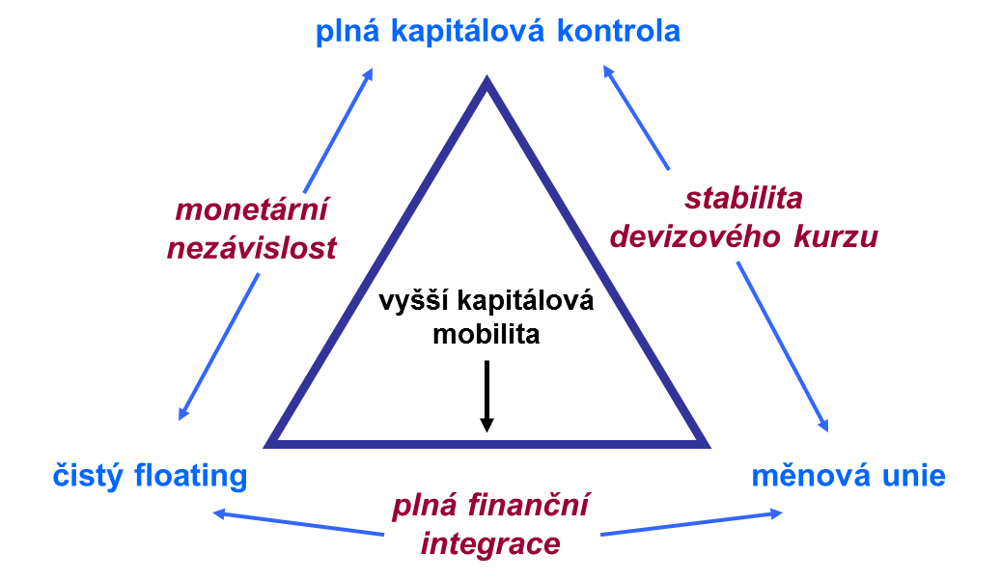 plná kapitálová kontrola
monetární
nezávislost
stabilita
devizového kurzu
vyšší kapitálová
mobilita
čistý floating
měnová unie
plná finanční
integrace